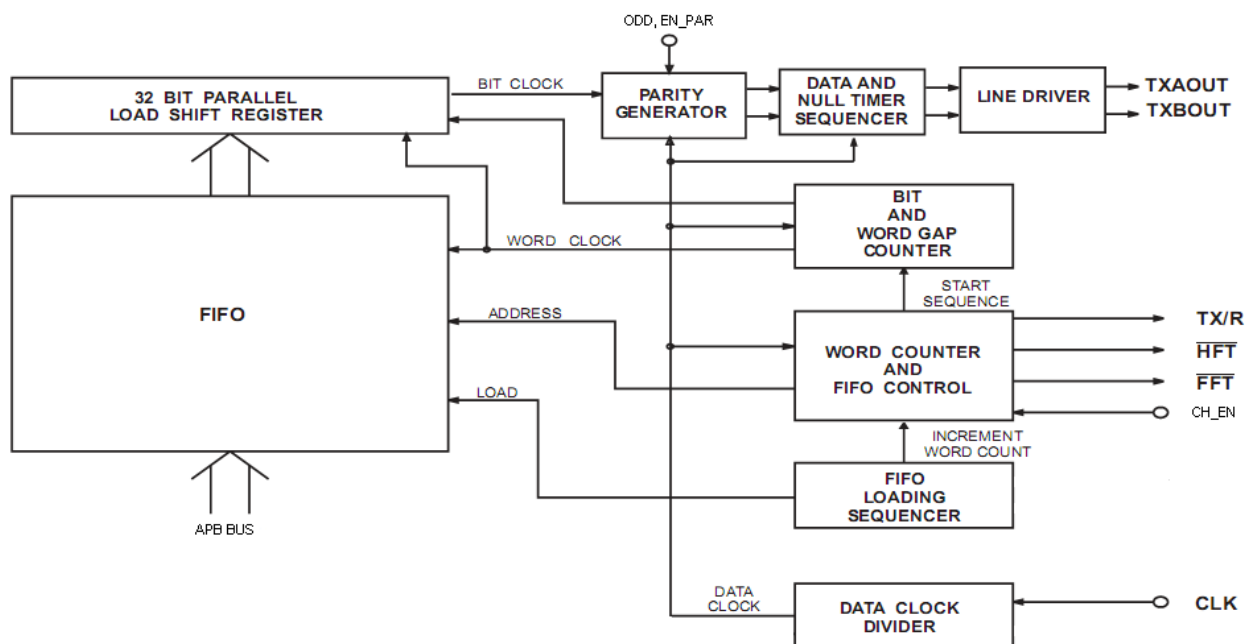 ODD, EN_PAR
32 BIT PARALLEL
LOAD SHIFT REGISTER
BIT CLOCK
PARITY
GENERATOR
DATA AND
NULL TIMER
SEQUENCER
LINE DRIVER
TXAOUT
TXBOUT
BIT
AND
WORD GAP
COUNTER
WORD CLOCK
START
SEQUENCE
FIFO
ADDRESS
WORD COUNTER
AND
FIFO CONTROL
TX/R
HFT
FFT
CH_EN
LOAD
INCREMENT
WORD COUNT
FIFO
LOADING
SEQUENCER
APB BUS
DATA
CLOCK
DATA CLOCK
DIVIDER
CLK